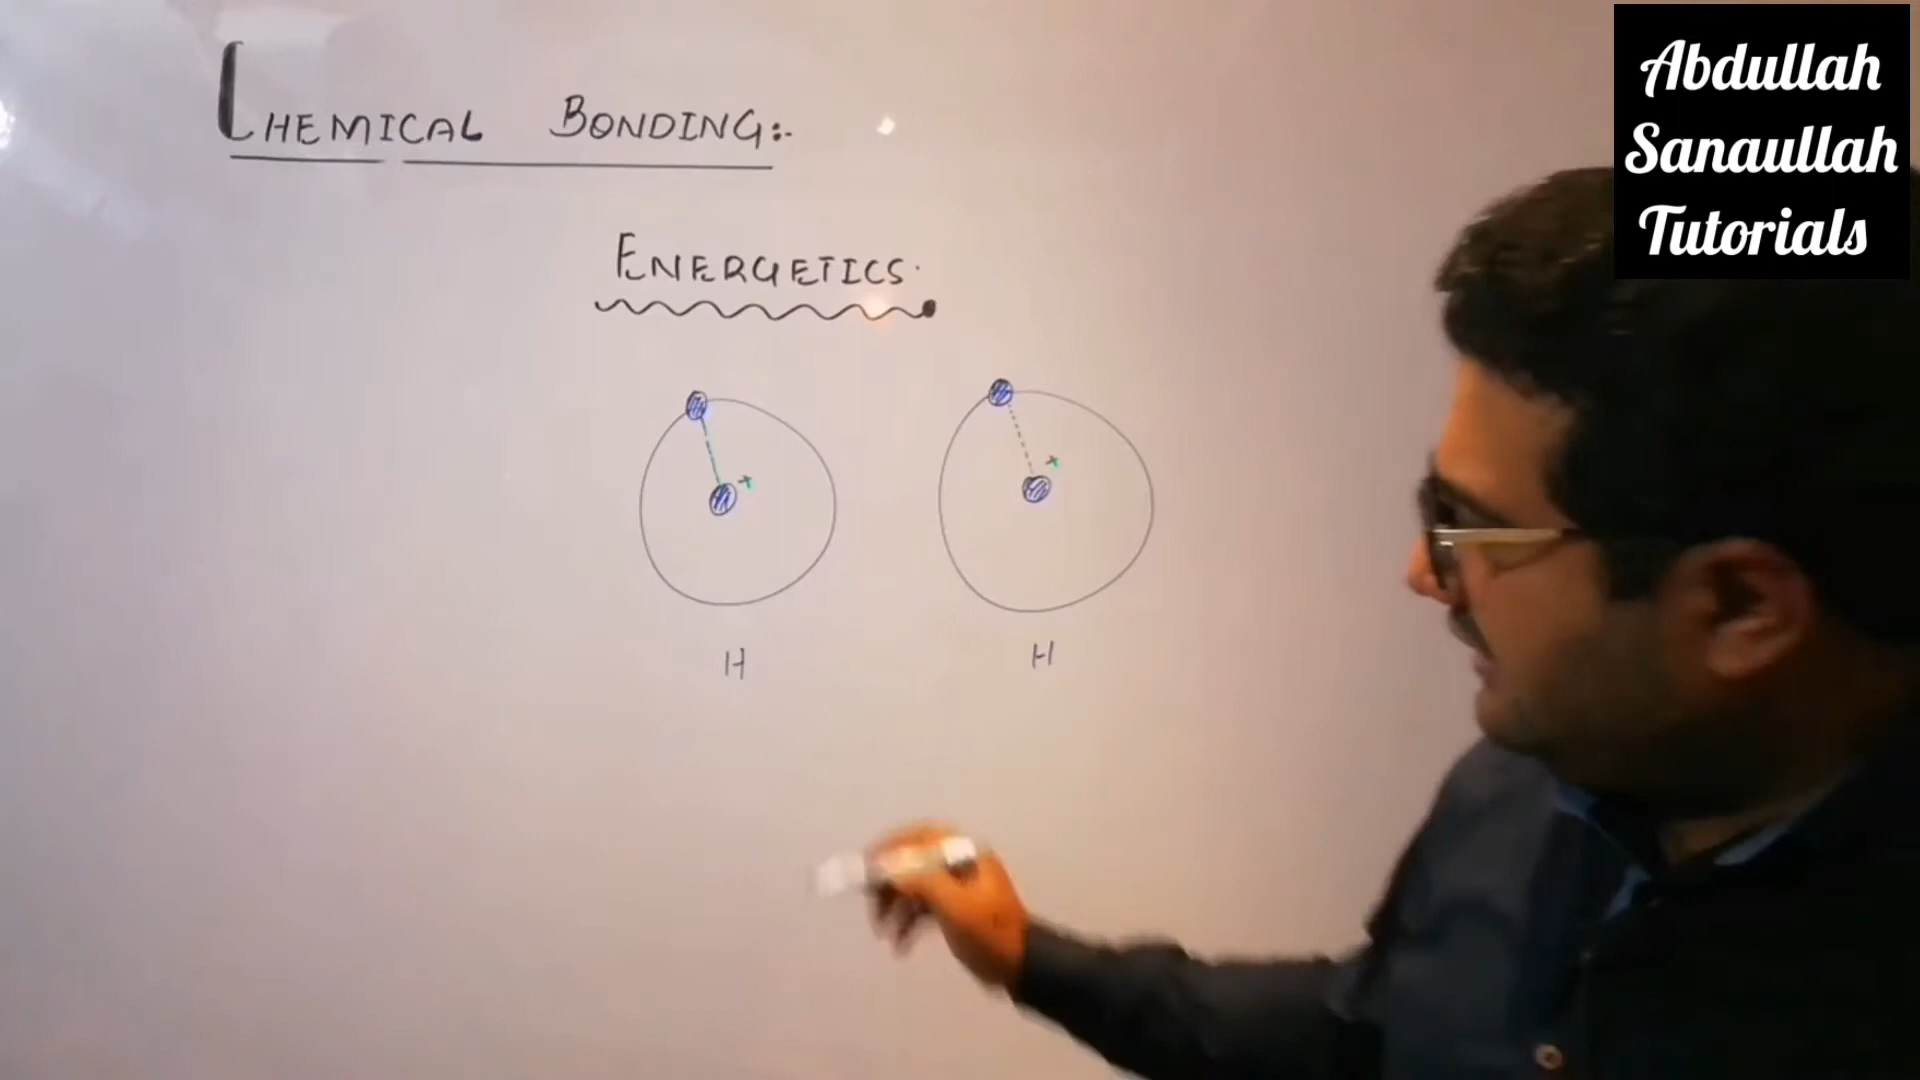 CHEMICAL BONDING:-
ENERGETICS.
+ +
H H
Abdullah
Sanaullah
Tutorials